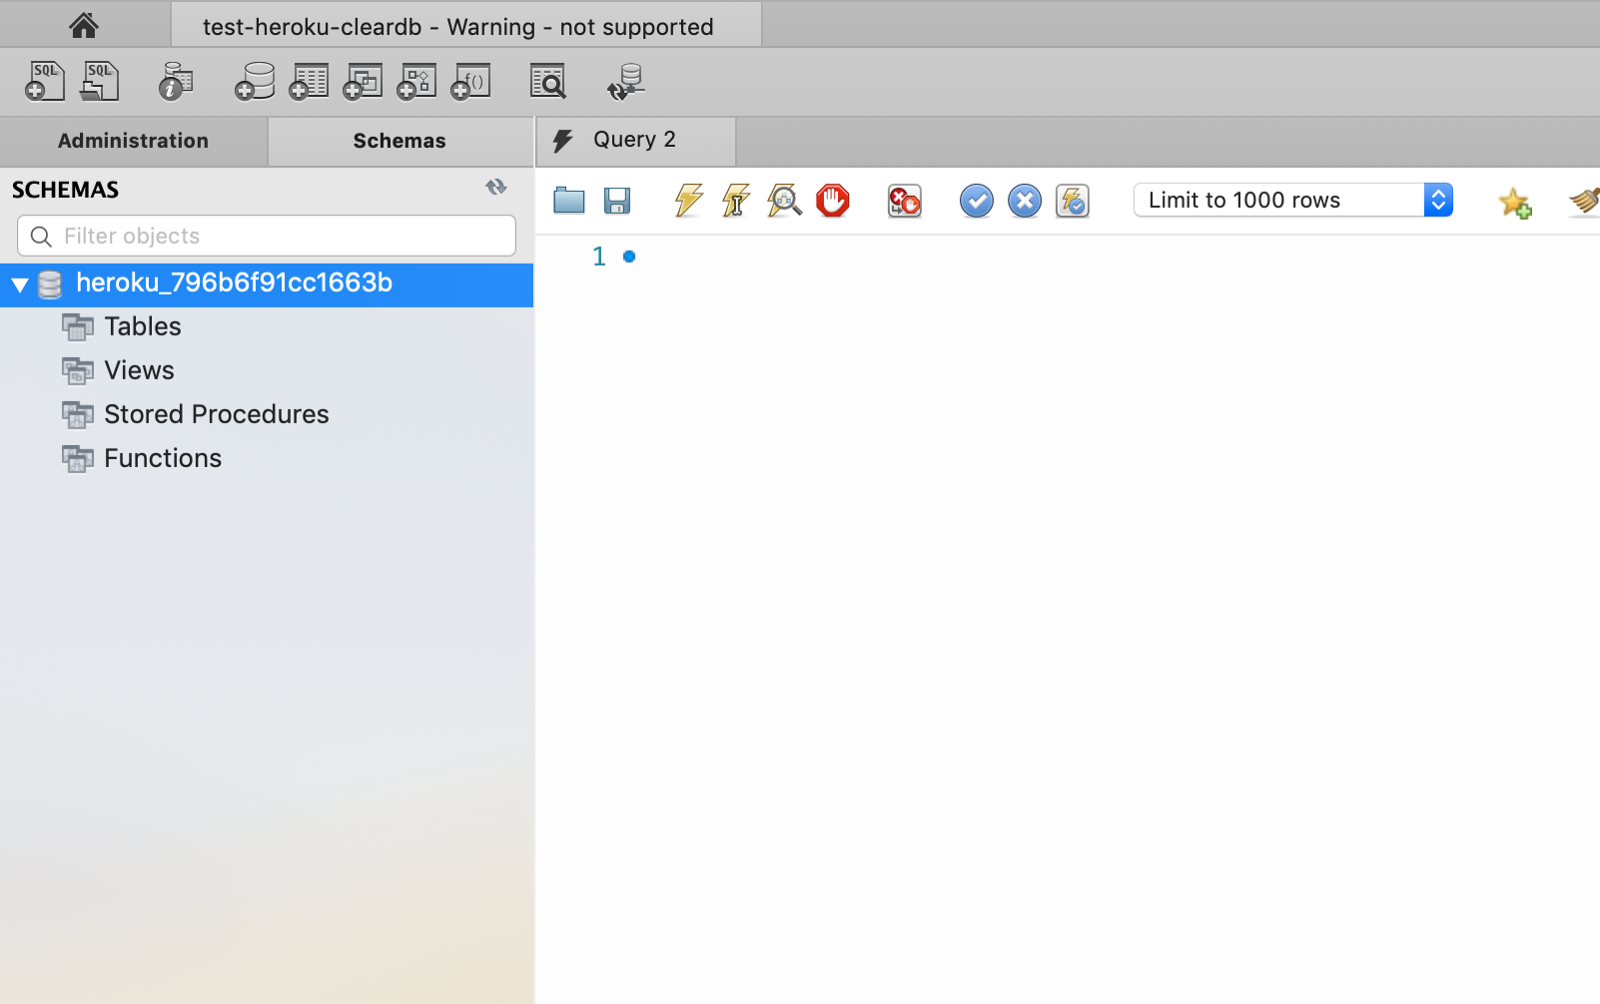 test-heroku-cleardb - Warning - not supported
SQL SQL f()
Administration Schemas Query 2
SCHEMAS
Limit to 1000 rows
Filter objects
1
heroku_796b6f91cc1663b
Tables
Views
Stored Procedures
Functions